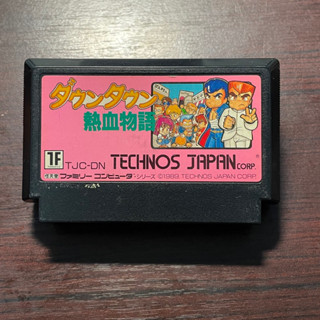 ダウンタウン
熱血物語
1F TJC-DN TECHNOS JAPAN CORP.
ファミリー コンピュータ シリーズ ©1989 TECHNOS JAPAN CORP.